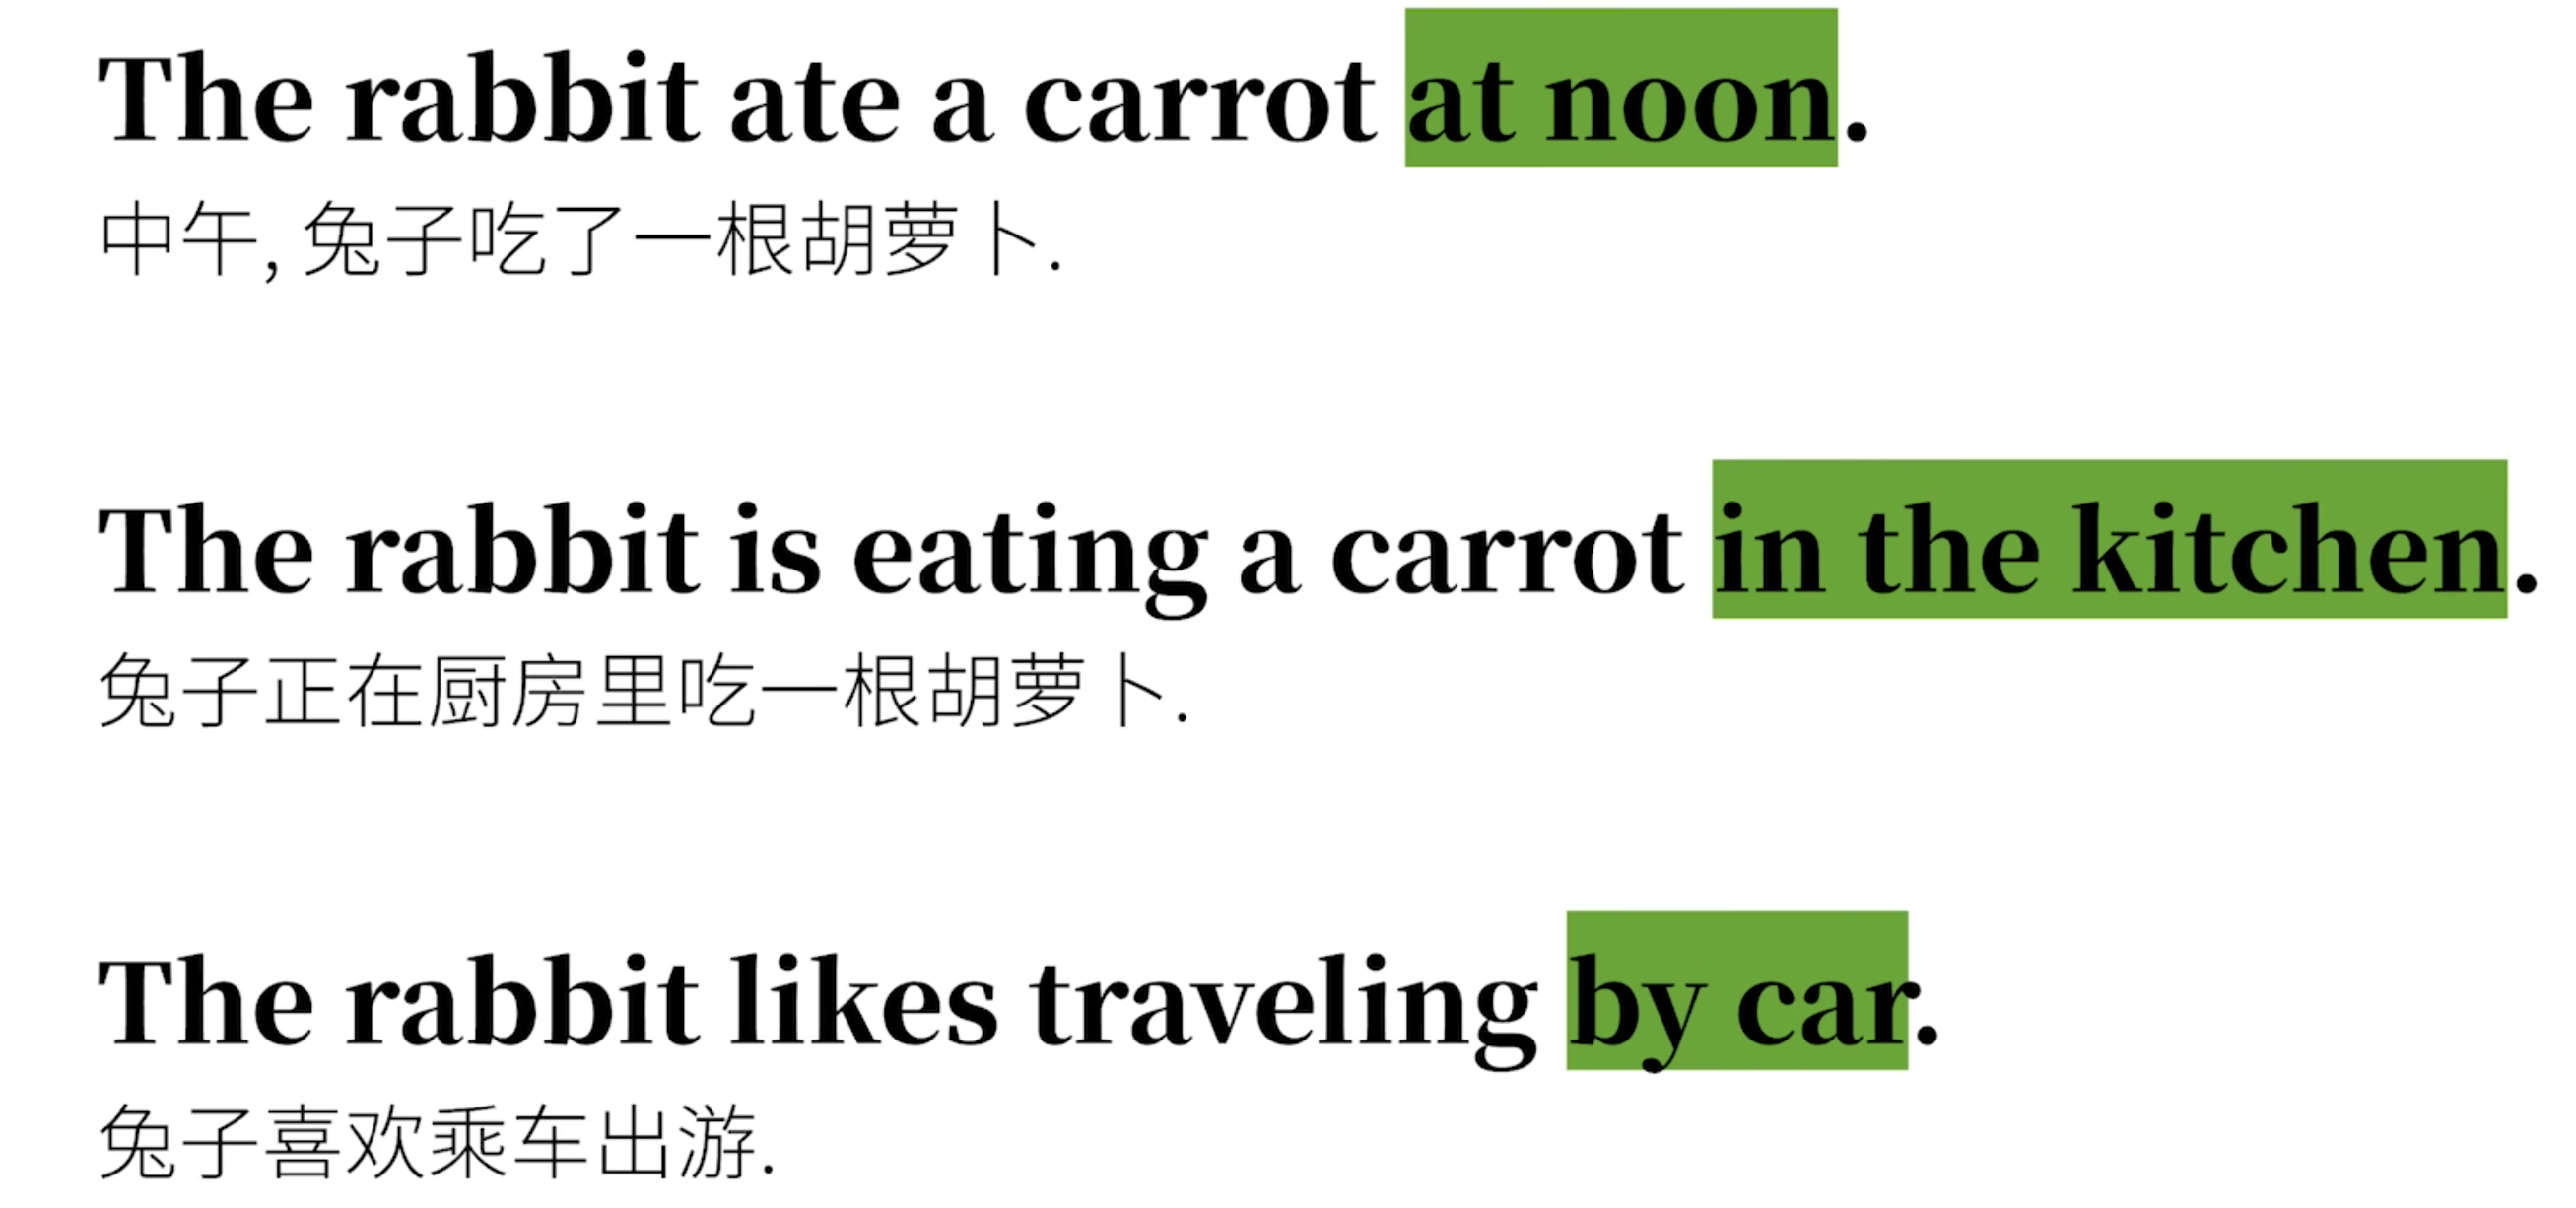 The rabbit ate a carrot at noon.
中午, 兔子吃了一根胡萝卜.
The rabbit is eating a carrot in the kitchen.
兔子正在厨房里吃一根胡萝卜.
The rabbit likes traveling by car.
兔子喜欢乘车出游.